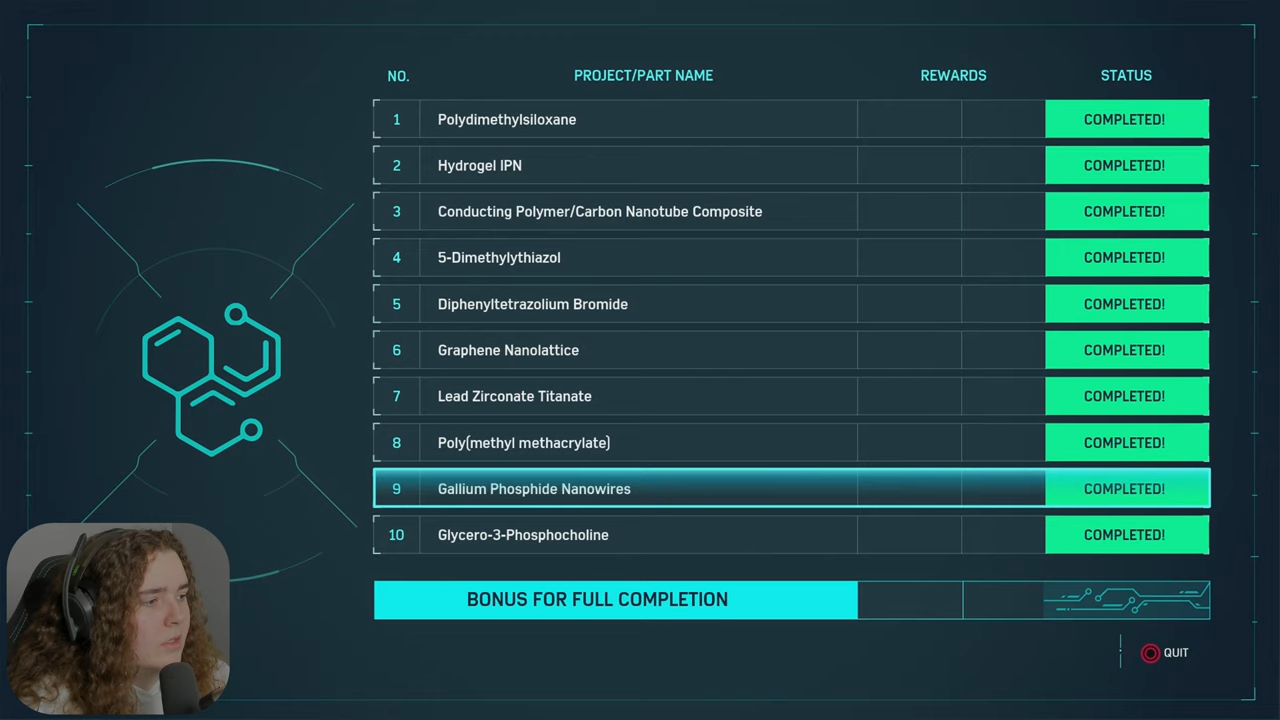 NO. PROJECT/PART NAME REWARDS STATUS
1 Polydimethylsiloxane COMPLETED!
2 Hydrogel IPN COMPLETED!
3 Conducting Polymer/Carbon Nanotube Composite COMPLETED!
4 5-Dimethylythiazol COMPLETED!
5 Diphenyltetrazolium Bromide COMPLETED!
6 Graphene Nanolattice COMPLETED!
7 Lead Zirconate Titanate COMPLETED!
8 Poly(methyl methacrylate) COMPLETED!
9 Gallium Phosphide Nanowires COMPLETED!
10 Glycero-3-Phosphocholine COMPLETED!
BONUS FOR FULL COMPLETION
QUIT